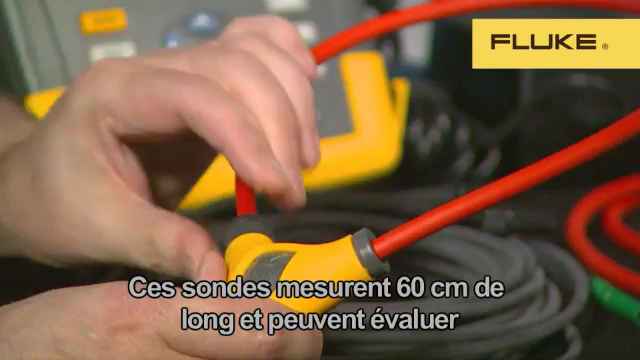 FLUKE®
Ces sondes mesurent 60 cm de
long et peuvent évaluer